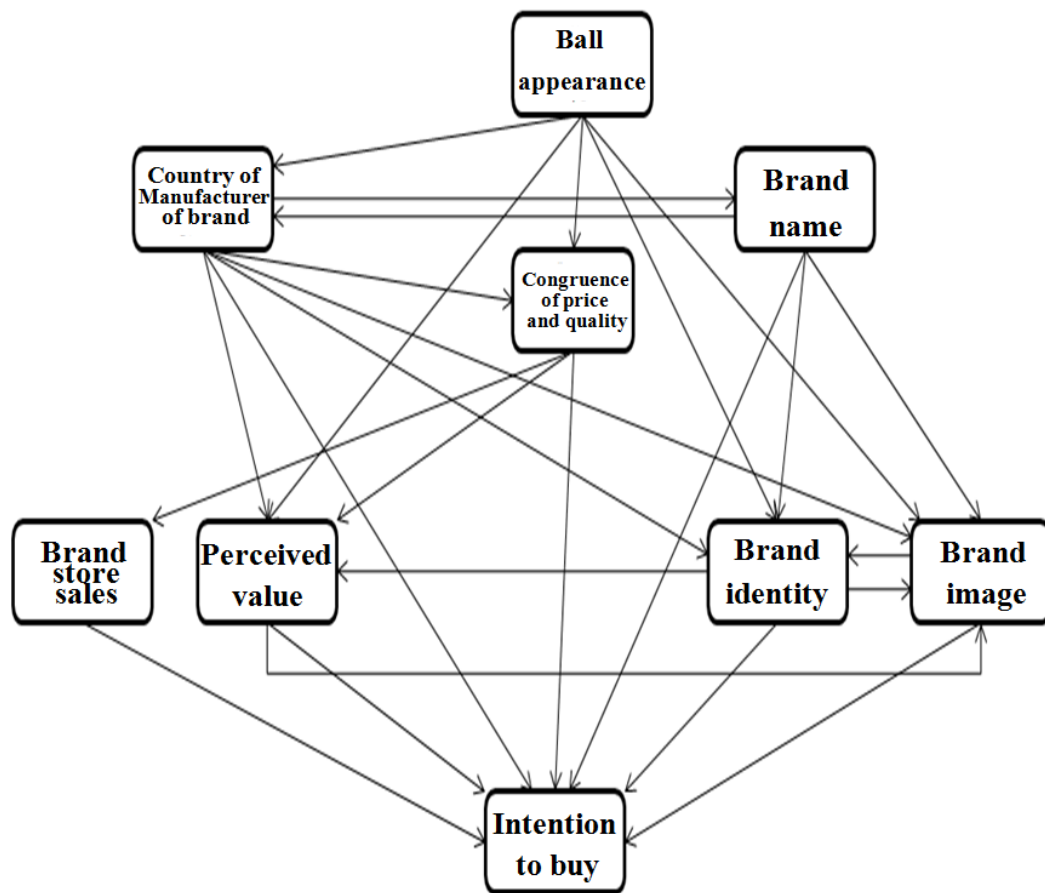 Ball
appearance
Country of
Manufacturer
of brand
Brand
name
Congruence
of price
and quality
Brand
store
sales
Perceived
value
Brand
identity
Brand
image
Intention
to buy